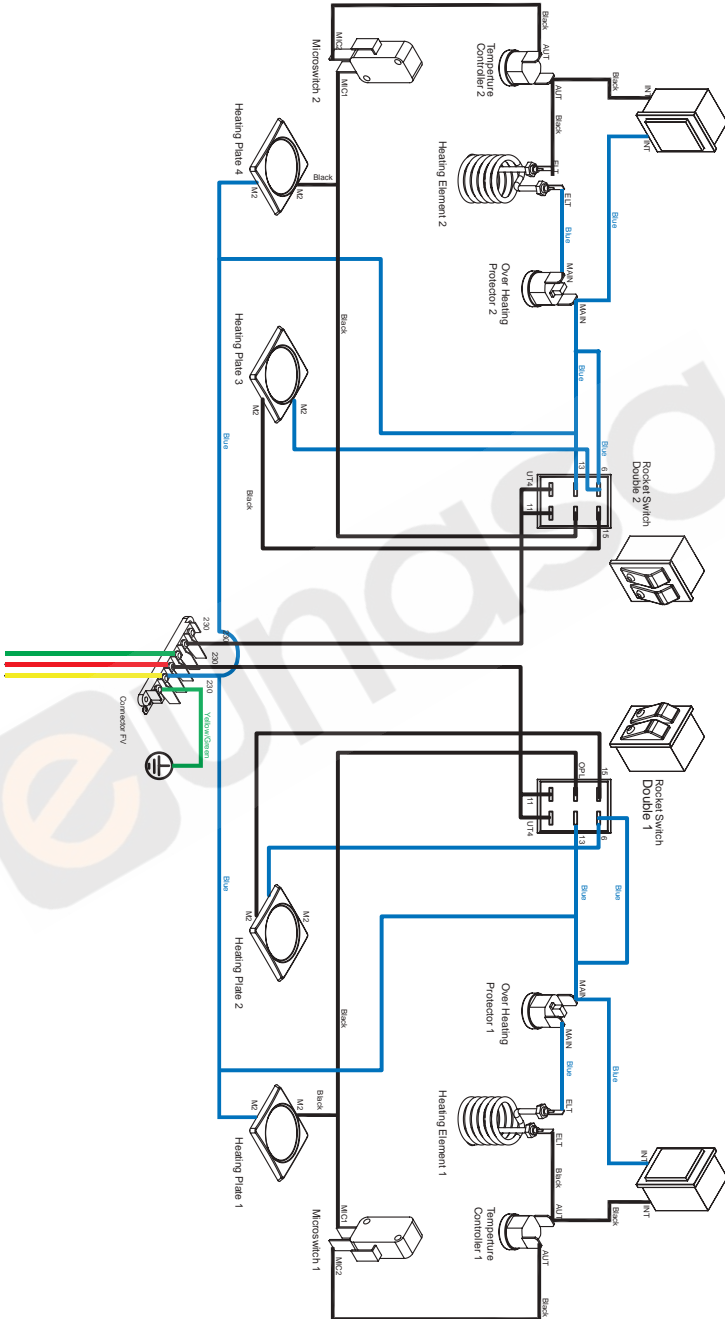 Black
MIC2
MIC1
Microswitch 2
Temperture
Controller 2
AUT
AUT
Black
Black
INT
INT
Heating Plate 4
M2
M2
Black
Heating Element 2
ELT
ELT
Blue
Blue
MAIN
Over Heating
Protector 2
MAIN
Blue
Black
Heating Plate 3
M2
M2
Blue
Black
Blue
13
6
UT4
11
15
Rocket Switch
Double 2
230
230
230
230
Connector FV
Yellow/Green
eunasa
Rocket Switch
Double 1
15
OPL
11
UT4
13
6
Blue
Blue
Blue
M2
M2
Heating Plate 2
MAIN
Over Heating
Protector 1
MAIN
Blue
Blue
Black
ELT
Heating Element 1
ELT
Black
Black
M2
M2
Heating Plate 1
INT
INT
Black
AUT
Temperture
Controller 1
AUT
MIC1
Microswitch 1
MIC2
Black